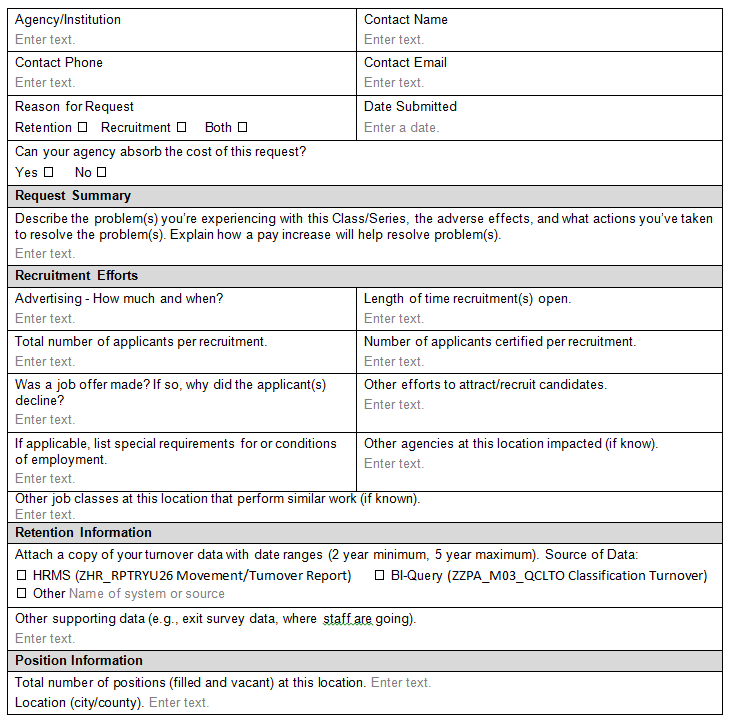 Agency/Institution
Contact Name
Enter text.
Enter text.
Contact Phone
Contact Email
Enter text.
Enter text.
Reason for Request
Date Submitted
Retention ☐ Recruitment ☐ Both ☐
Enter a date.
Can your agency absorb the cost of this request?
Yes ☐ No ☐
Request Summary
Describe the problem(s) you're experiencing with this Class/Series, the adverse effects, and what actions you've taken
to resolve the problem(s). Explain how a pay increase will help resolve problem(s).
Enter text.
Recruitment Efforts
Advertising - How much and when?
Length of time recruitment(s) open.
Enter text.
Enter text.
Total number of applicants per recruitment.
Number of applicants certified per recruitment.
Enter text.
Enter text.
Was a job offer made? If so, why did the applicant(s)
decline?
Enter text.
Other efforts to attract/recruit candidates.
Enter text.
If applicable, list special requirements for or conditions
of employment.
Enter text.
Other agencies at this location impacted (if know).
Enter text.
Other job classes at this location that perform similar work (if known).
Enter text.
Retention Information
Attach a copy of your turnover data with date ranges (2 year minimum, 5 year maximum). Source of Data:
☐ HRMS (ZHR_RPTRYU26 Movement/Turnover Report) ☐ BI-Query (ZZPA_M03_QCLTO Classification Turnover)
☐ Other Name of system or source
Other supporting data (e.g., exit survey data, where staff are going).
Enter text.
Position Information
Total number of positions (filled and vacant) at this location. Enter text.
Location (city/county). Enter text.